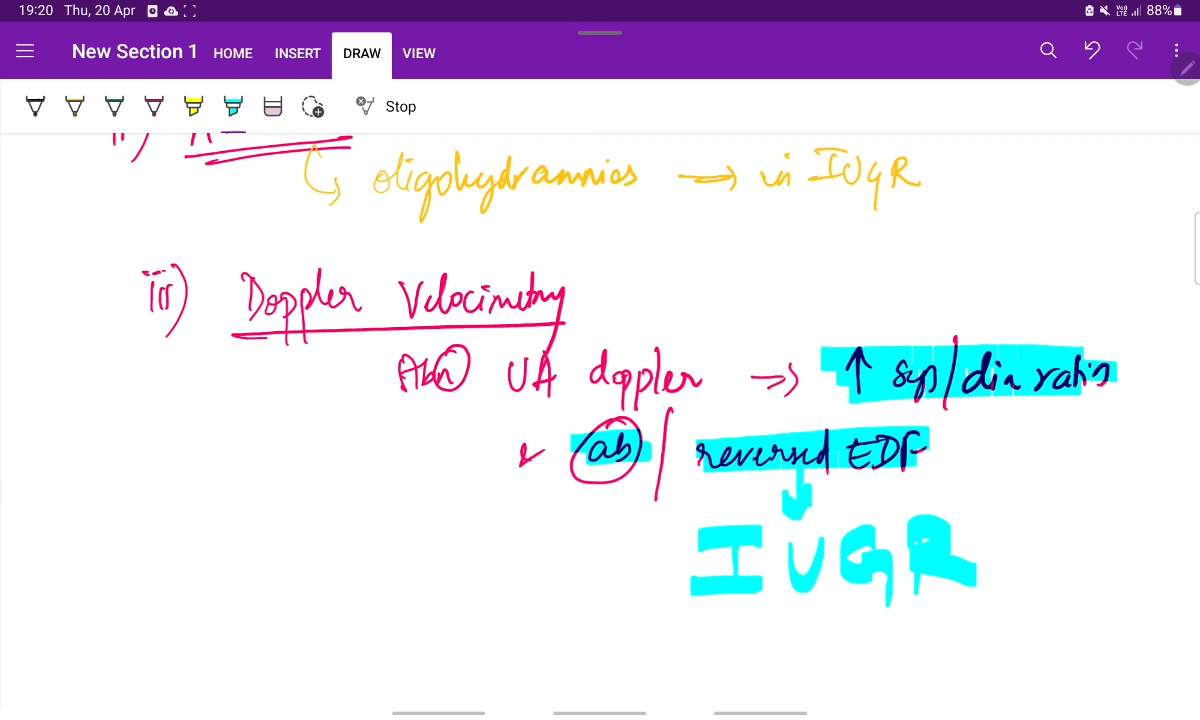 19:20 Thu, 20 Apr 88%
New Section 1 HOME INSERT DRAW VIEW
Stop
ii)
↳ oligohydramnios → in IUGR
iii) Doppler Velocimetry
Abn UA doppler → ↑ sys/dia ratio
& ab / reversed EDF
↓
IUGR